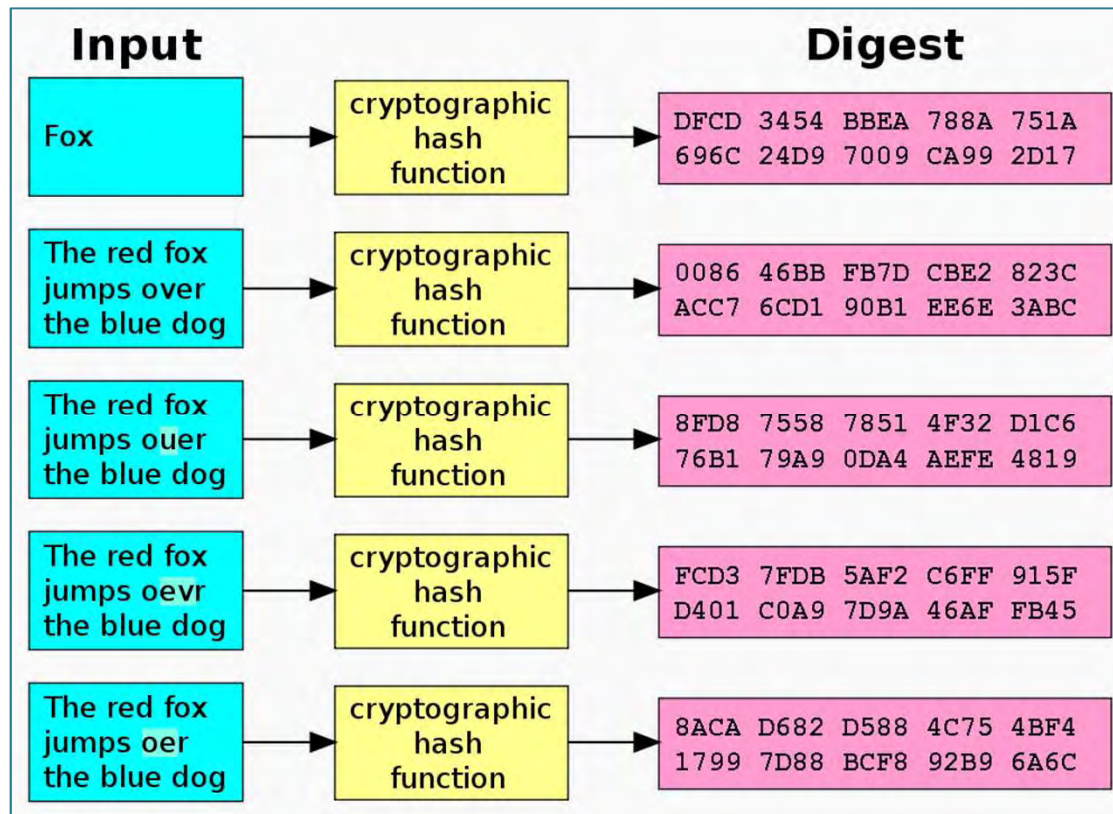 Input
Digest
Fox
cryptographic
hash
function
DFCD 3454 BBEA 788A 751A
696C 24D9 7009 CA99 2D17
The red fox
jumps over
the blue dog
cryptographic
hash
function
0086 46BB FB7D CBE2 823C
ACC7 6CD1 90B1 EE6E 3ABC
The red fox
jumps ouer
the blue dog
cryptographic
hash
function
8FD8 7558 7851 4F32 D1C6
76B1 79A9 0DA4 AEFE 4819
The red fox
jumps oevr
the blue dog
cryptographic
hash
function
FCD3 7FDB 5AF2 C6FF 915F
D401 C0A9 7D9A 46AF FB45
The red fox
jumps oer
the blue dog
cryptographic
hash
function
8ACA D682 D588 4C75 4BF4
1799 7D88 BCF8 92B9 6A6C